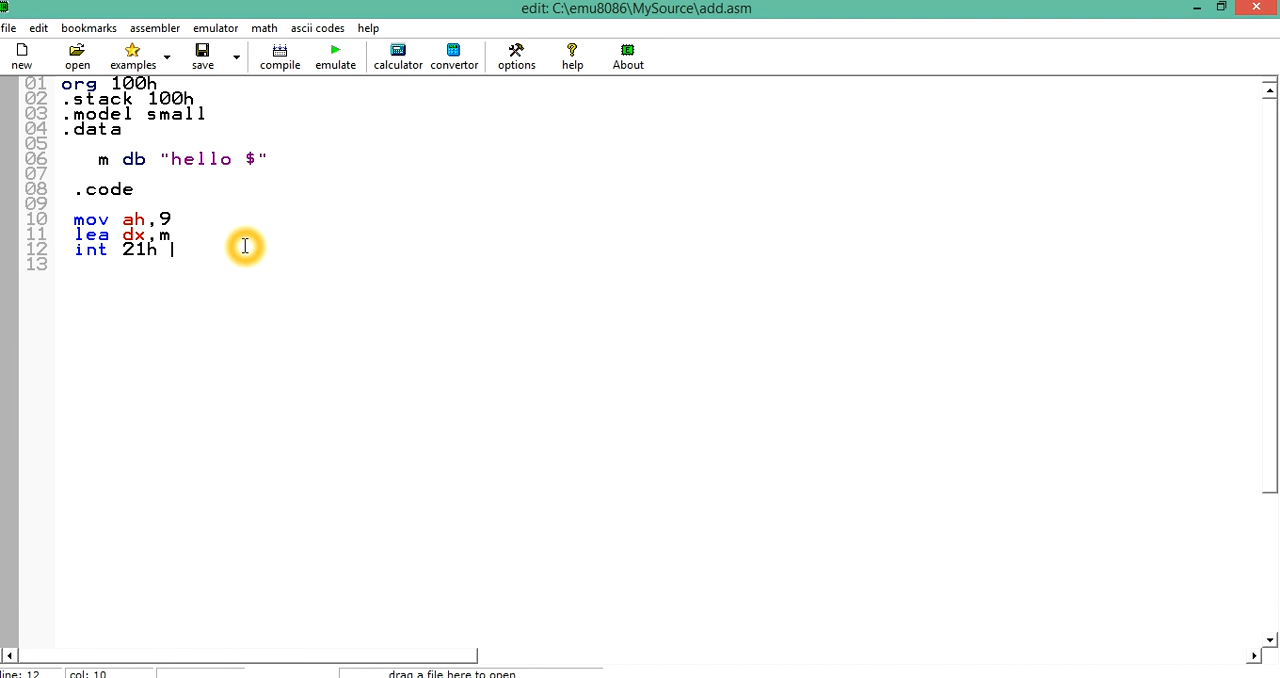 edit: C:\emu8086\MySource\add.asm
file edit bookmarks assembler emulator math ascii codes help
new open examples save compile emulate calculator convertor options help About
01 org 100h
02 .stack 100h
03 .model small
04 .data
05
06 m db "hello $"
07
08 .code
09
10 mov ah,9
11 lea dx,m
12 int 21h
13
line: 12 col: 10 drag a file here to open